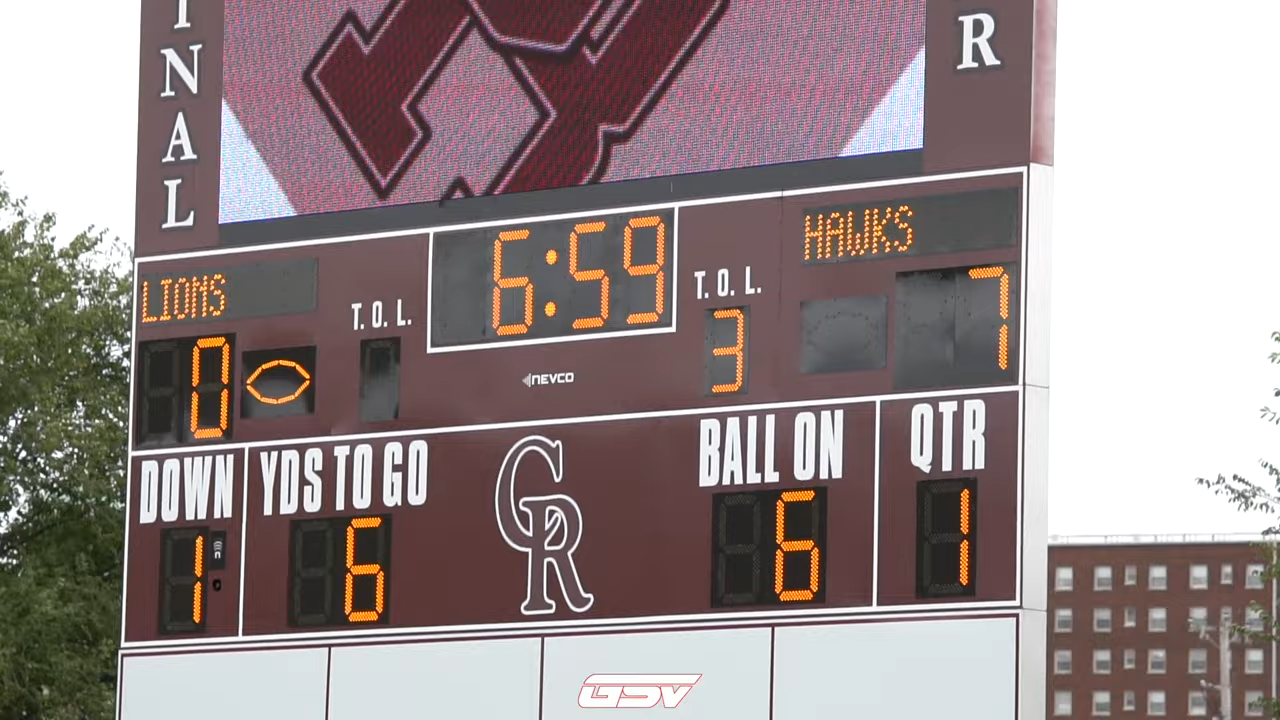 INAL
R
LIONS
6:59
HAWKS
T.O.L.
T.O.L.
0
3
7
NEVCO
DOWN
YDS TO GO
BALL ON
QTR
1
6
6
1
CR
GSV